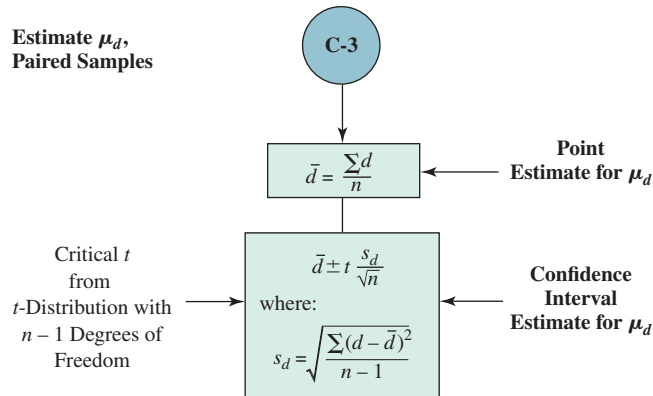 Estimate μd,
Paired Samples
C-3
d̄ = ∑d / n
Point
Estimate for μd
Critical t
from
t-Distribution with
n – 1 Degrees of
Freedom
d̄ ± t sd / √n
where:
sd = √(∑(d – d̄)² / (n – 1))
Confidence
Interval
Estimate for μd